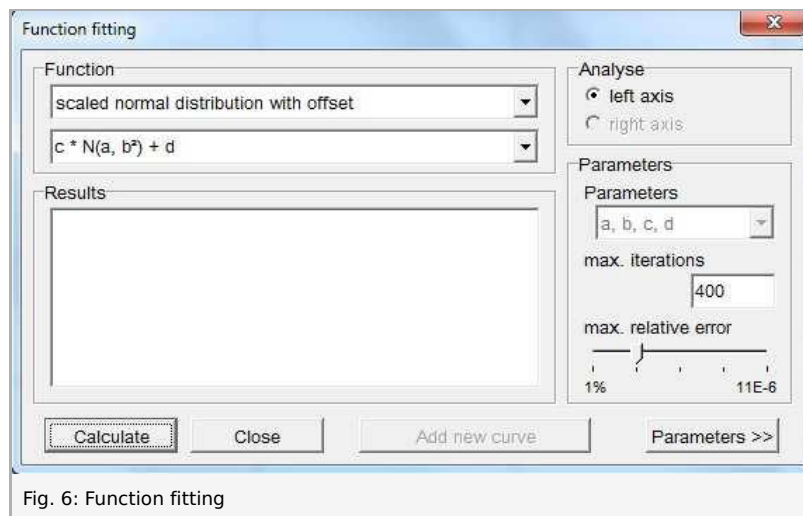 Function fitting
x
Function
scaled normal distribution with offset
c * N(a, b²) + d
Results
Analyse
left axis
right axis
Parameters
Parameters
a, b, c, d
max. iterations
400
max. relative error
1% 11E-6
Calculate Close Add new curve Parameters >>
Fig. 6: Function fitting